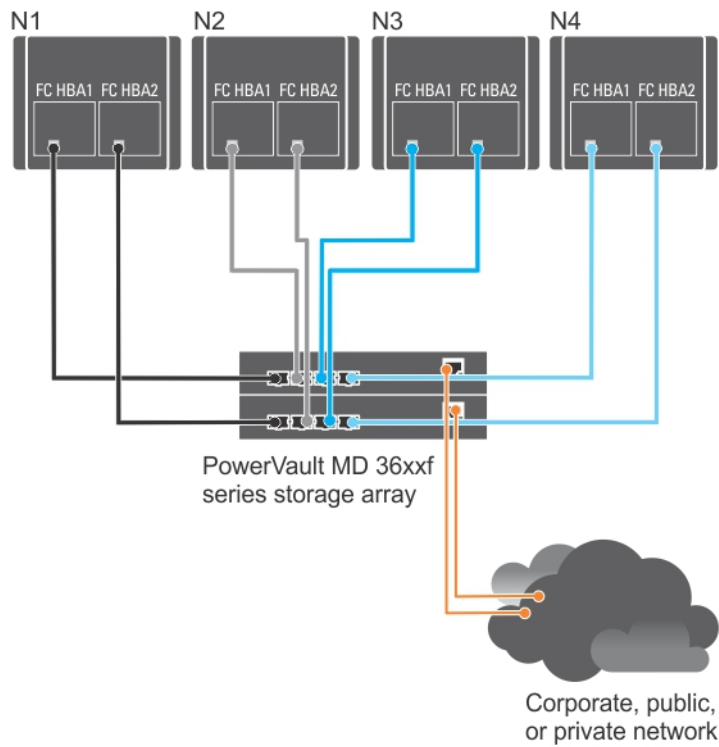 N1
N2
N3
N4
FC HBA1 FC HBA2
FC HBA1 FC HBA2
FC HBA1 FC HBA2
FC HBA1 FC HBA2
PowerVault MD 36xxf
series storage array
Corporate, public,
or private network